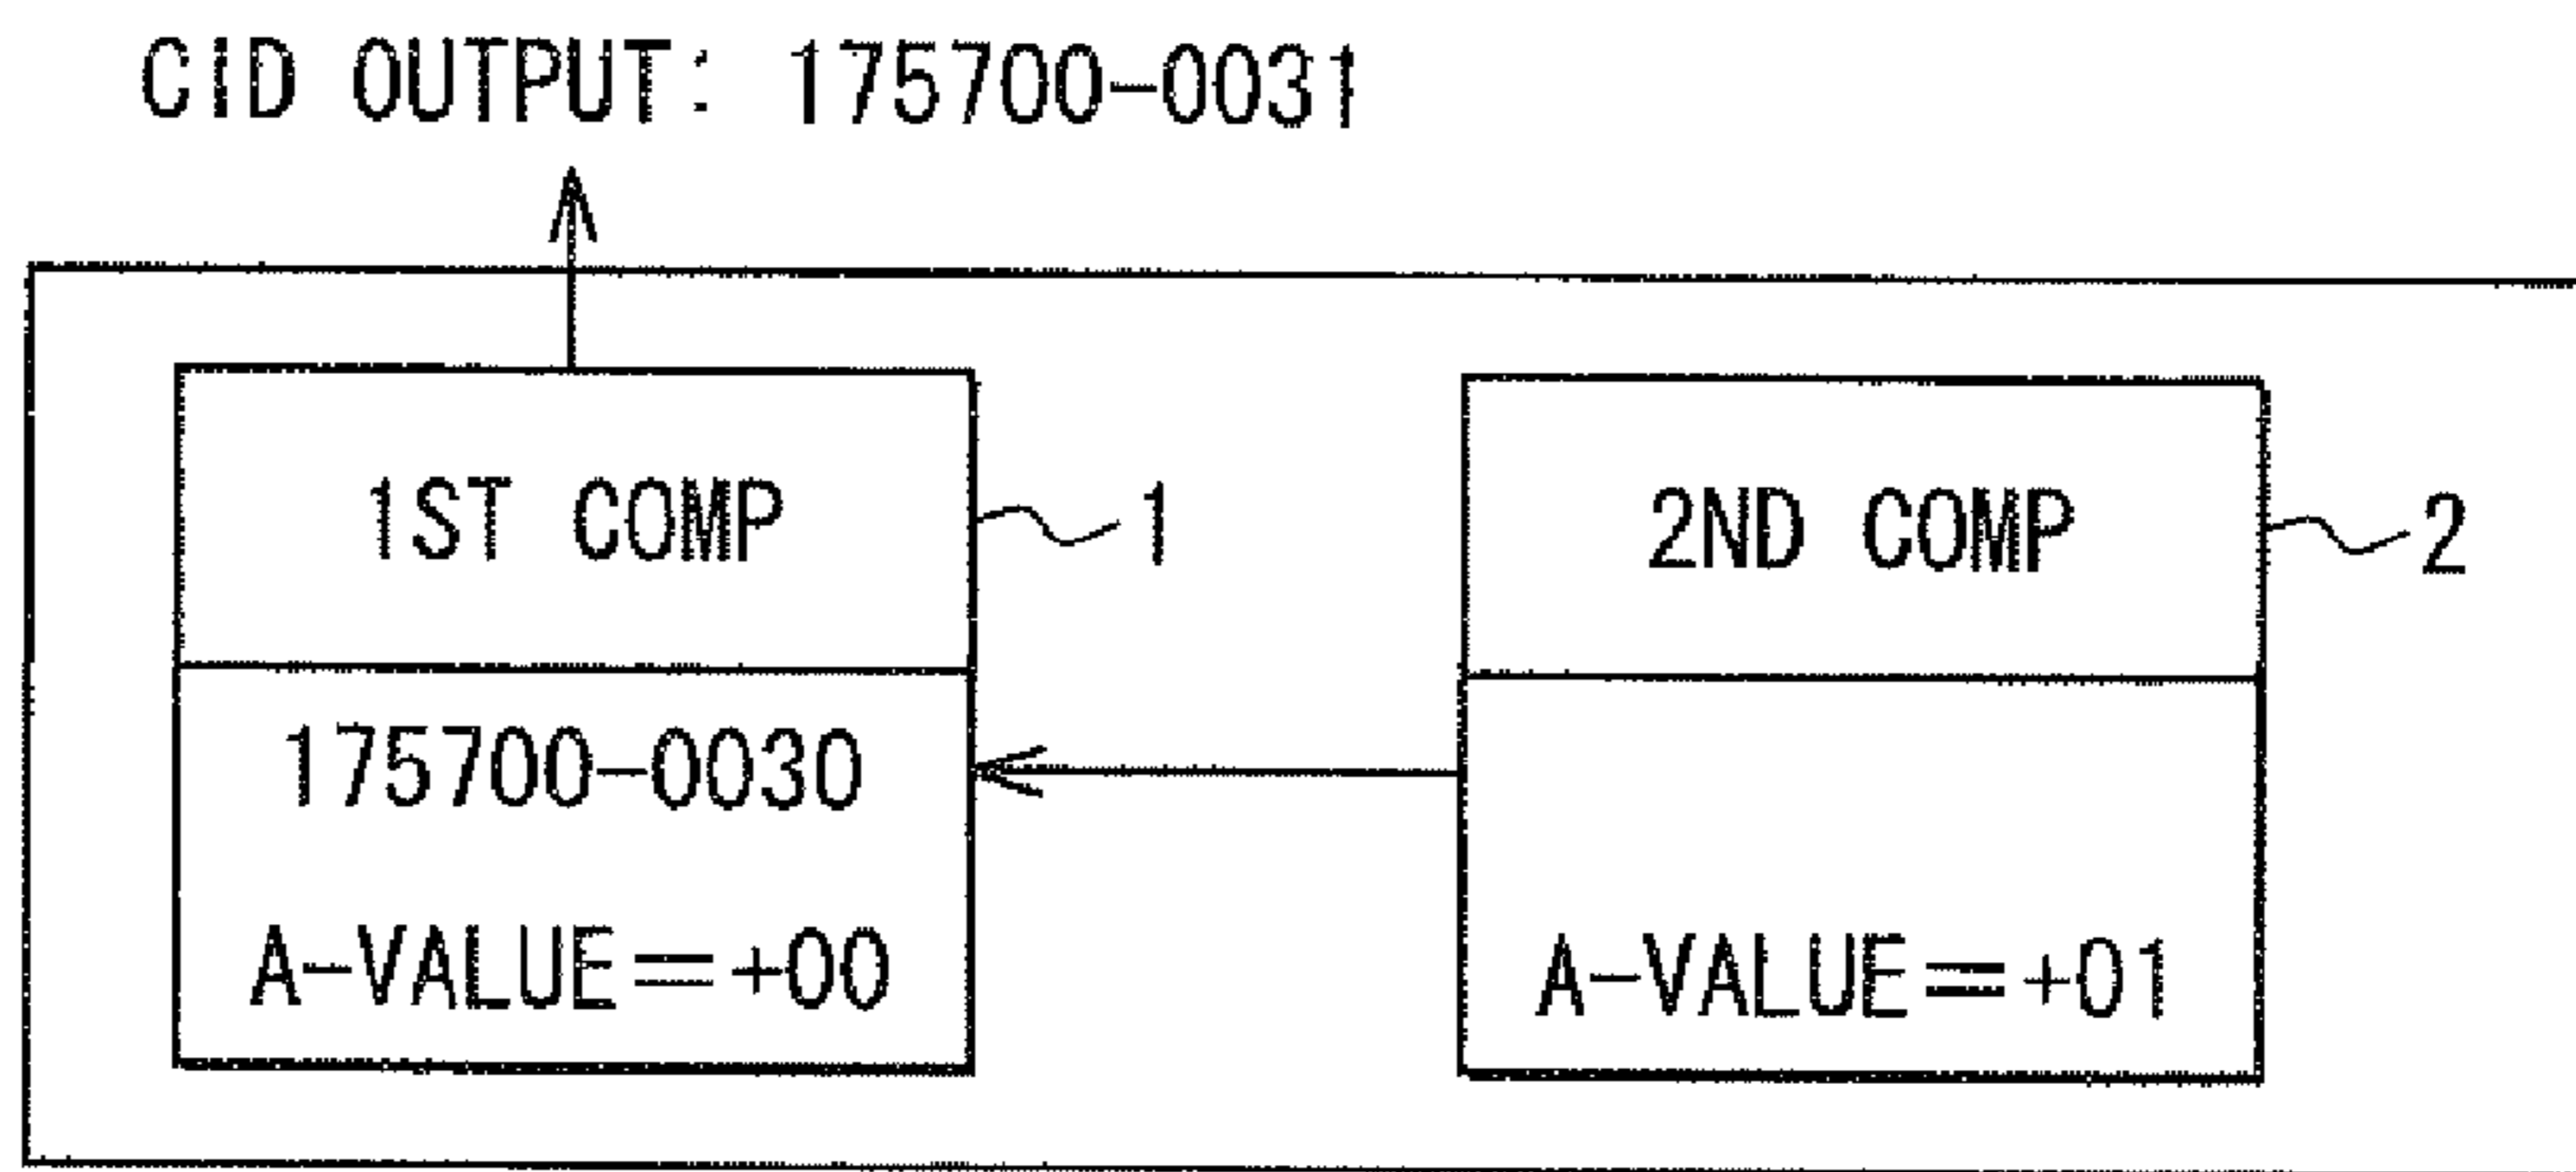 CID OUTPUT: 175700-0031
1ST COMP
1
2ND COMP
2
175700-0030
A-VALUE=+00
A-VALUE=+01